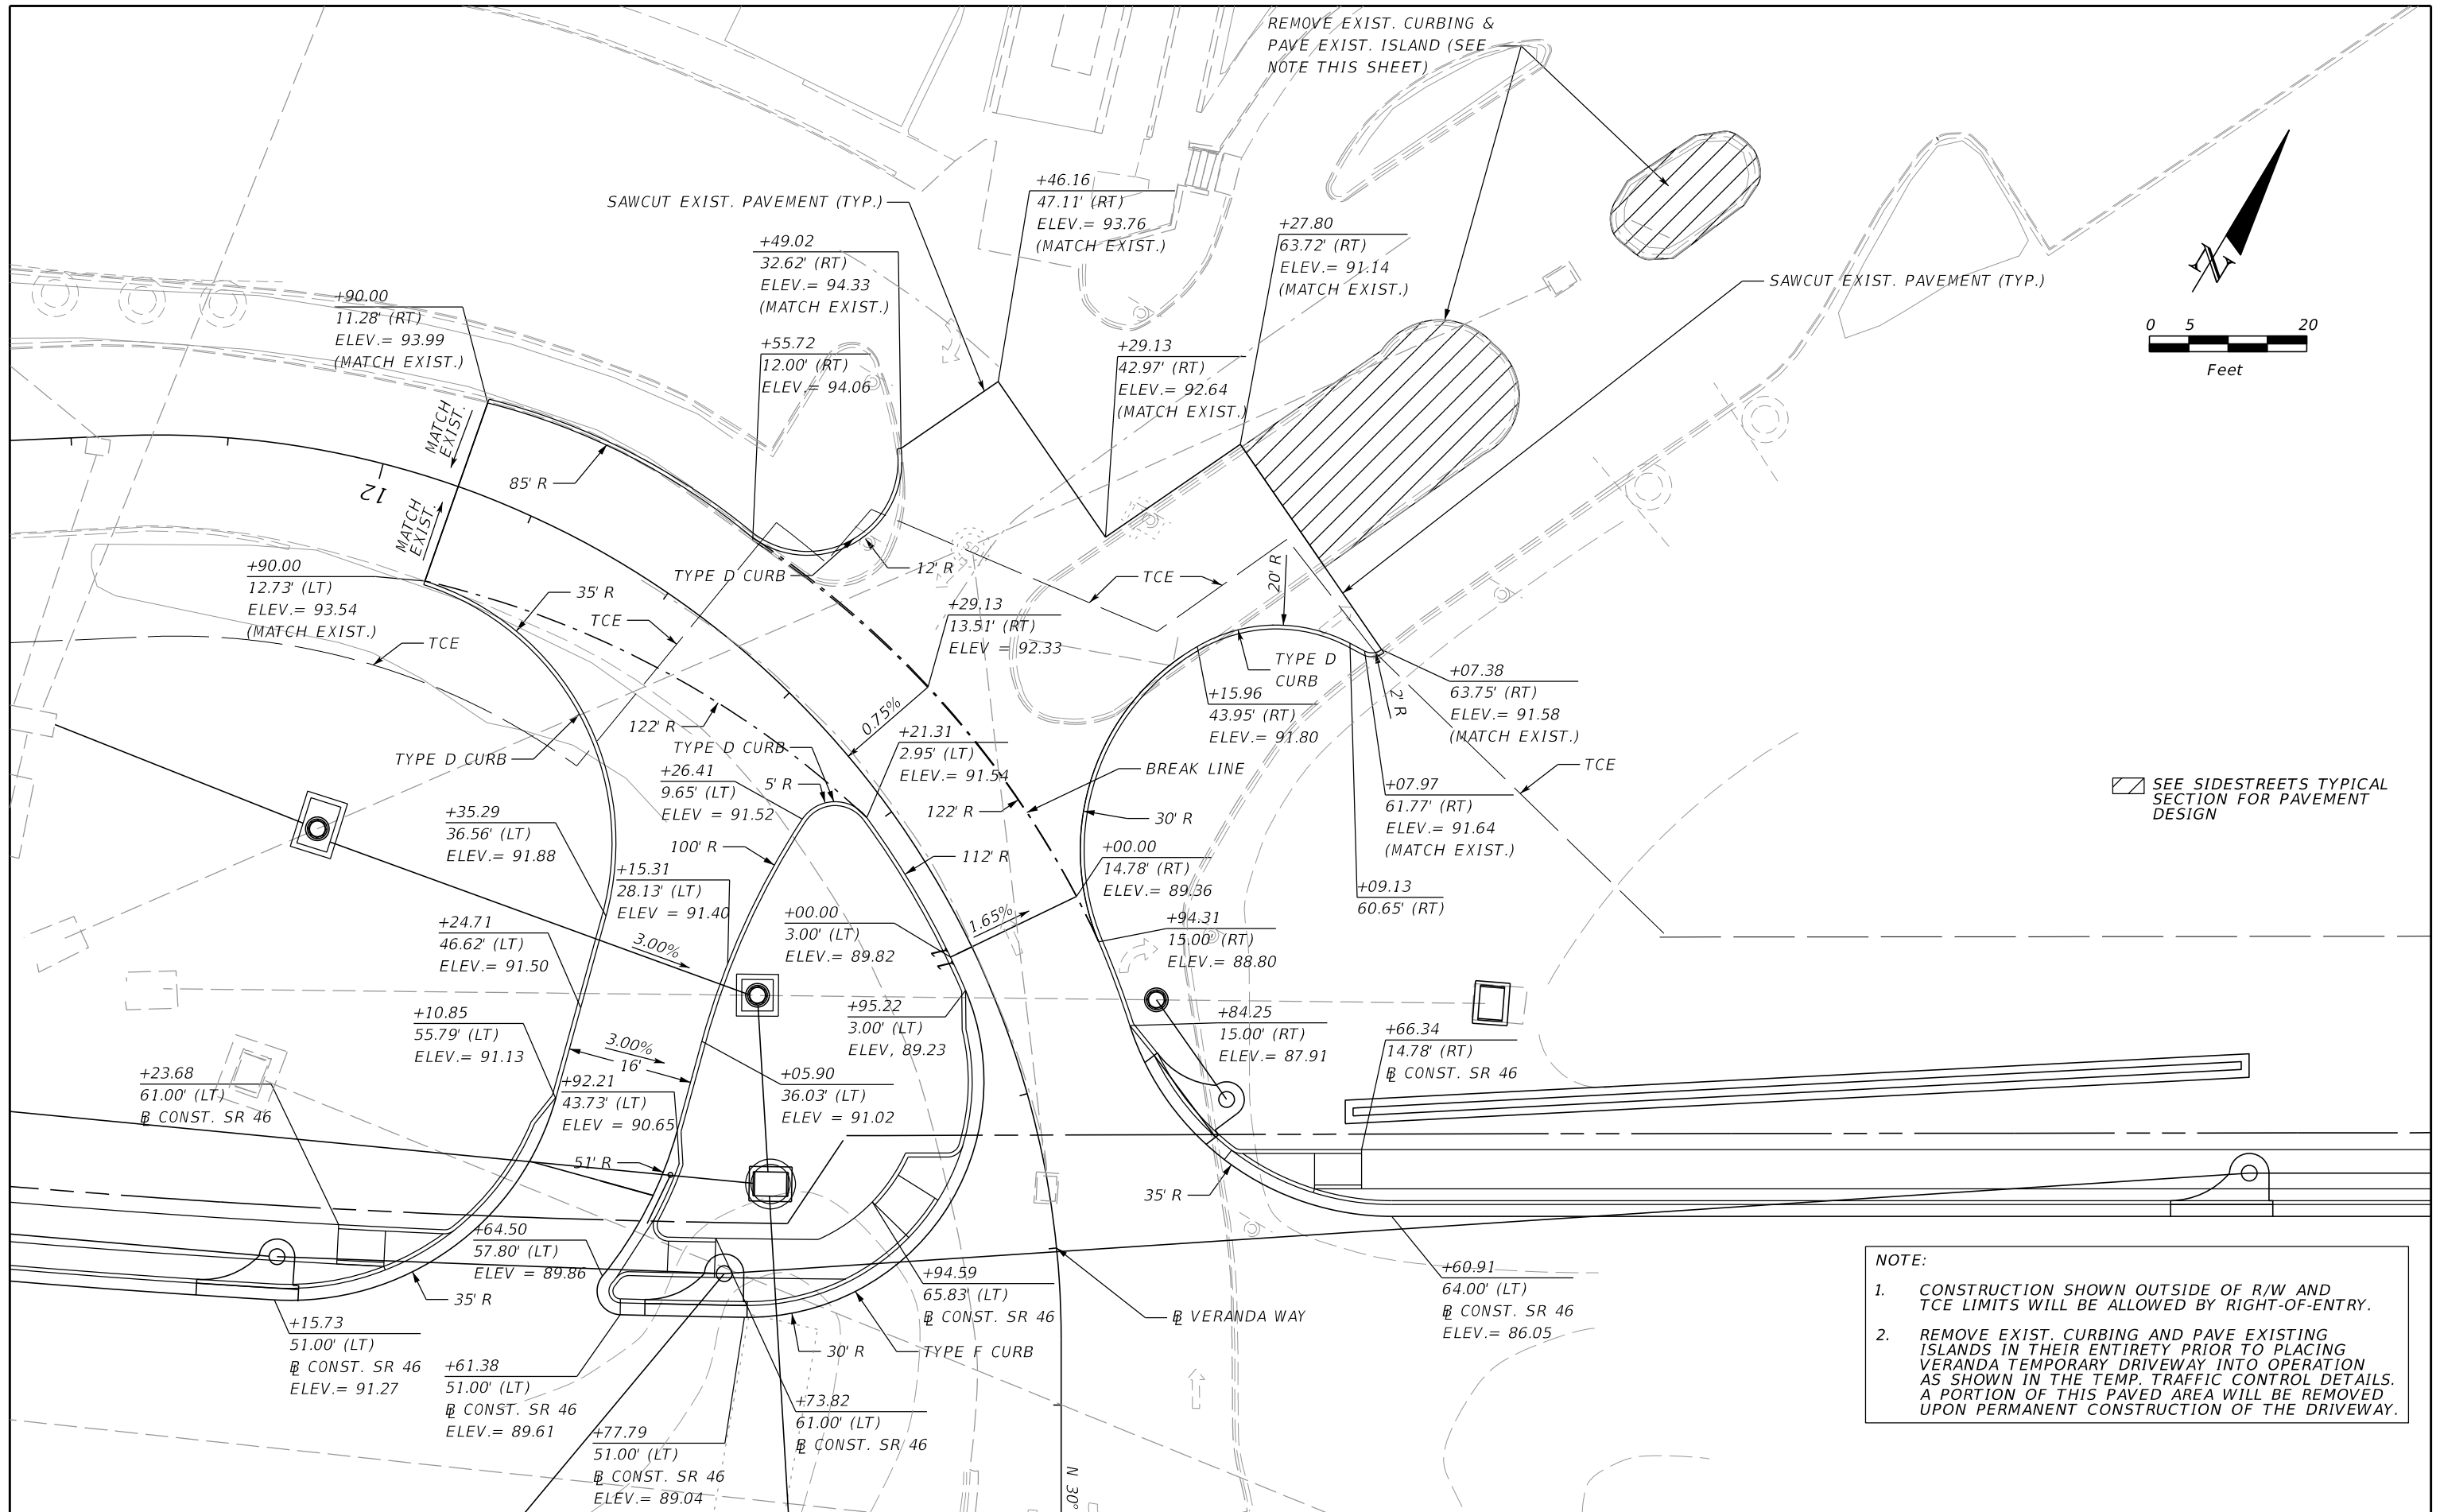 REMOVE EXIST. CURBING &
PAVE EXIST. ISLAND (SEE
NOTE THIS SHEET)
SAWCUT EXIST. PAVEMENT (TYP.)
+46.16
47.11' (RT)
ELEV.= 93.76
(MATCH EXIST.)
+49.02
32.62' (RT)
ELEV.= 94.33
(MATCH EXIST.)
+27.80
63.72' (RT)
ELEV.= 91.14
(MATCH EXIST.)
SAWCUT EXIST. PAVEMENT (TYP.)
N
0 5 20
Feet
+90.00
11.28' (RT)
ELEV.= 93.99
(MATCH EXIST.)
+55.72
12.00' (RT)
ELEV.= 94.06
+29.13
42.97' (RT)
ELEV.= 92.64
(MATCH EXIST.)
MATCH
EXIST.
85' R
12
MATCH
EXIST.
+90.00
12.73' (LT)
ELEV.= 93.54
(MATCH EXIST.)
TCE
35' R
TCE
TYPE D CURB
12' R
TCE
20' R
+29.13
13.51' (RT)
ELEV = 92.33
TYPE D
CURB
+15.96
43.95' (RT)
ELEV.= 91.80
2' R
+07.38
63.75' (RT)
ELEV.= 91.58
(MATCH EXIST.)
TCE
0.75%
122' R
TYPE D CURB
TYPE D CURB
+26.41
9.65' (LT)
ELEV = 91.52
5' R
+21.31
2.95' (LT)
ELEV.= 91.54
BREAK LINE
122' R
30' R
+07.97
61.77' (RT)
ELEV.= 91.64
(MATCH EXIST.)
SEE SIDESTREETS TYPICAL
SECTION FOR PAVEMENT
DESIGN
+35.29
36.56' (LT)
ELEV.= 91.88
100' R
112' R
+00.00
14.78' (RT)
ELEV.= 89.36
+09.13
60.65' (RT)
+15.31
28.13' (LT)
ELEV = 91.40
+24.71
46.62' (LT)
ELEV.= 91.50
3.00%
+00.00
3.00' (LT)
ELEV.= 89.82
1.65%
11
+94.31
15.00' (RT)
ELEV.= 88.80
+10.85
55.79' (LT)
ELEV.= 91.13
+95.22
3.00' (LT)
ELEV, 89.23
+84.25
15.00' (RT)
ELEV.= 87.91
+66.34
14.78' (RT)
BL CONST. SR 46
3.00%
16'
+23.68
61.00' (LT)
BL CONST. SR 46
+92.21
43.73' (LT)
ELEV = 90.65
+05.90
36.03' (LT)
ELEV = 91.02
51' R
35' R
+64.50
57.80' (LT)
ELEV = 89.86
35' R
+94.59
65.83' (LT)
BL CONST. SR 46
BL VERANDA WAY
+60.91
64.00' (LT)
BL CONST. SR 46
ELEV.= 86.05
+15.73
51.00' (LT)
BL CONST. SR 46
ELEV.= 91.27
30' R
TYPE F CURB
+61.38
51.00' (LT)
BL CONST. SR 46
ELEV.= 89.61
+73.82
61.00' (LT)
BL CONST. SR 46
+77.79
51.00' (LT)
BL CONST. SR 46
ELEV.= 89.04
N 30°
NOTE:
1. CONSTRUCTION SHOWN OUTSIDE OF R/W AND
TCE LIMITS WILL BE ALLOWED BY RIGHT-OF-ENTRY.
2. REMOVE EXIST. CURBING AND PAVE EXISTING
ISLANDS IN THEIR ENTIRETY PRIOR TO PLACING
VERANDA TEMPORARY DRIVEWAY INTO OPERATION
AS SHOWN IN THE TEMP. TRAFFIC CONTROL DETAILS.
A PORTION OF THIS PAVED AREA WILL BE REMOVED
UPON PERMANENT CONSTRUCTION OF THE DRIVEWAY.